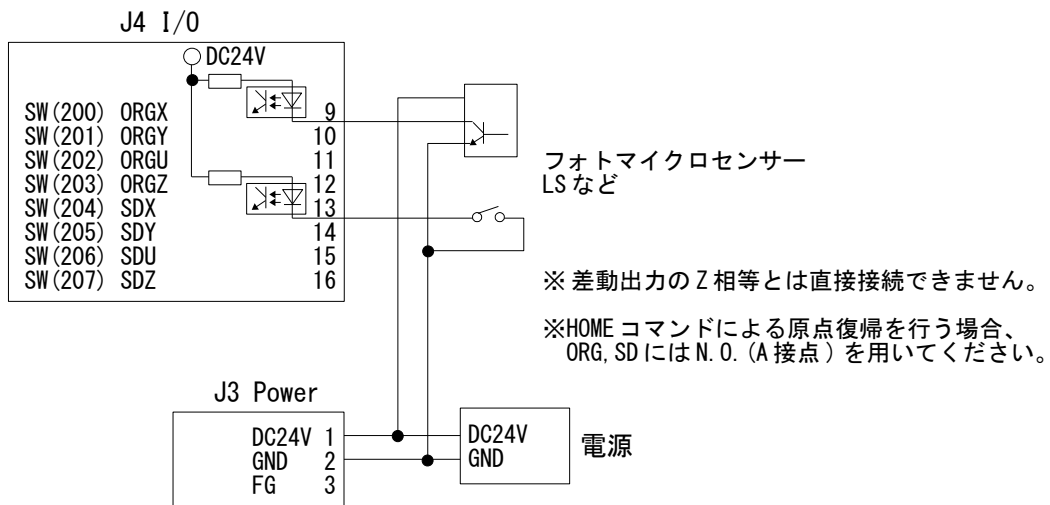 J4 I/O
DC24V
SW(200) ORGX 9
SW(201) ORGY 10
SW(202) ORGU 11
SW(203) ORGZ 12
SW(204) SDX 13
SW(205) SDY 14
SW(206) SDU 15
SW(207) SDZ 16
フォトマイクロセンサー
LSなど
※ 差動出力のZ相等とは直接接続できません。
※HOMEコマンドによる原点復帰を行う場合、
ORG,SDにはN.O.(A接点)を用いてください。
J3 Power
DC24V 1
GND 2
FG 3
DC24V
GND
電源